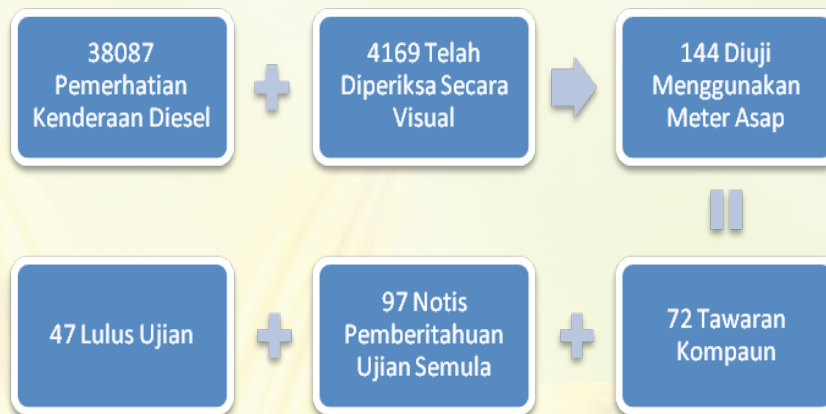 38087
Pemerhatian
Kenderaan Diesel
4169 Telah
Diperiksa Secara
Visual
144 Diuji
Menggunakan
Meter Asap
47 Lulus Ujian
97 Notis
Pemberitahuan
Ujian Semula
72 Tawaran
Kompaun